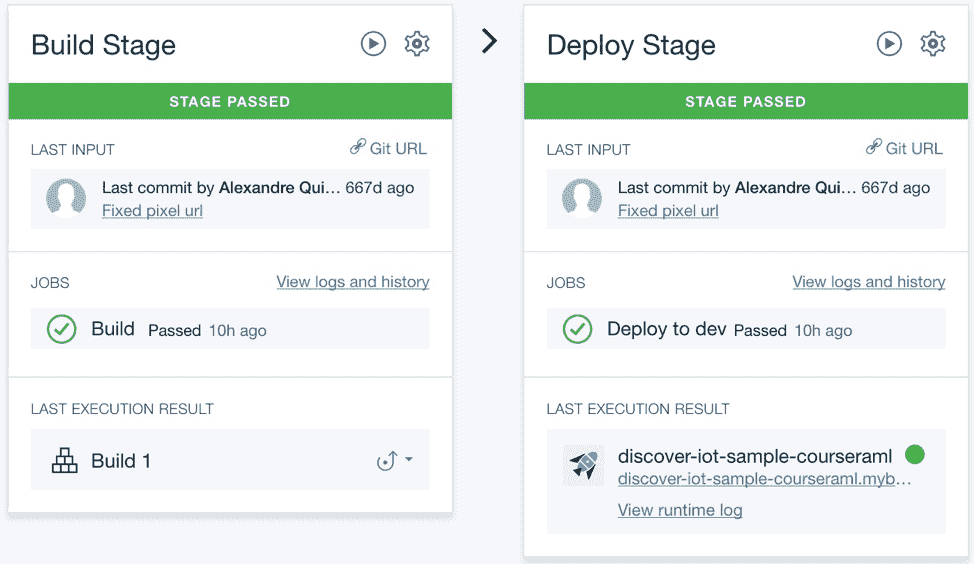 Build Stage
STAGE PASSED
LAST INPUT
Git URL
Last commit by Alexandre Qui... 667d ago
Fixed pixel url
JOBS
View logs and history
Build Passed 10h ago
LAST EXECUTION RESULT
Build 1
Deploy Stage
STAGE PASSED
LAST INPUT
Git URL
Last commit by Alexandre Qui... 667d ago
Fixed pixel url
JOBS
View logs and history
Deploy to dev Passed 10h ago
LAST EXECUTION RESULT
discover-iot-sample-courseraml
discover-iot-sample-courseraml.myb...
View runtime log